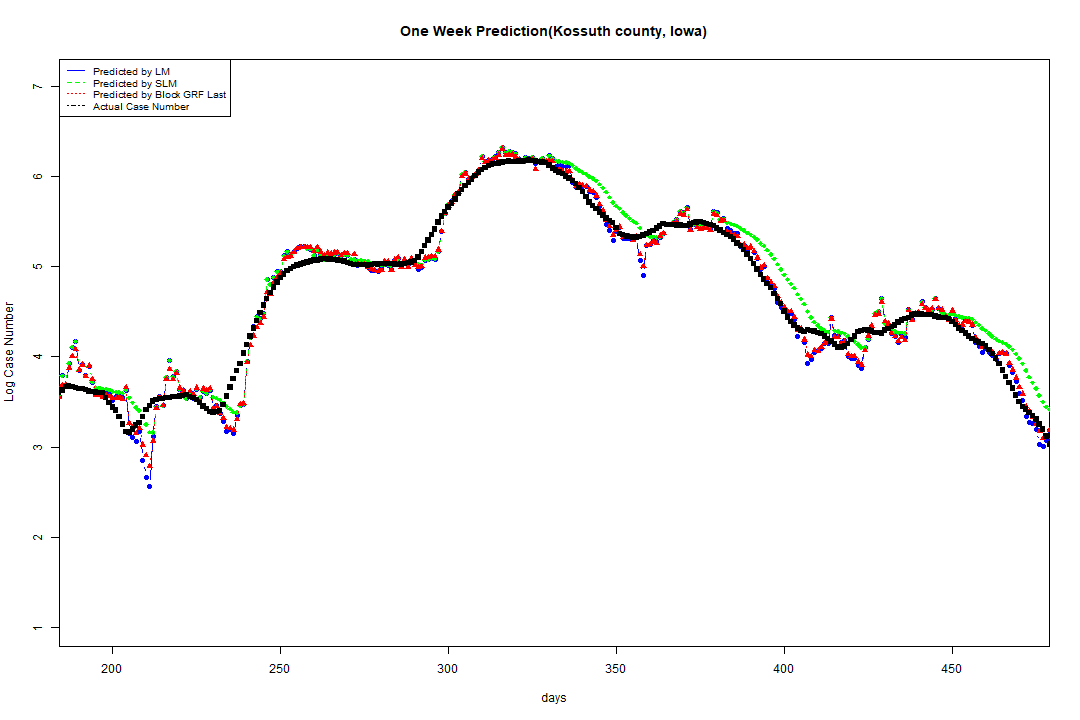 One Week Prediction(Kossuth county, Iowa)
Predicted by LM
Predicted by SLM
Predicted by Block GRF Last
Actual Case Number
7
6
5
4
3
2
1
Log Case Number
200 250 300 350 400 450
days